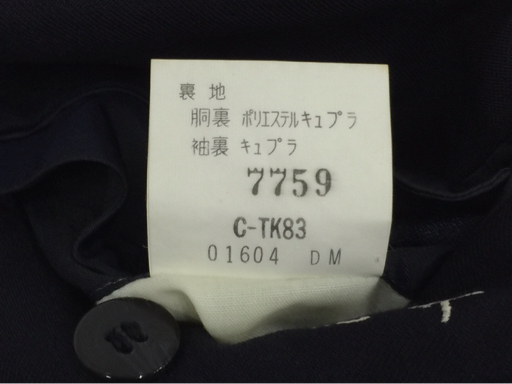 裏地
胴裏 ポリエステルキュプラ
袖裏 キュプラ
7759
C-TK83
01604 DM